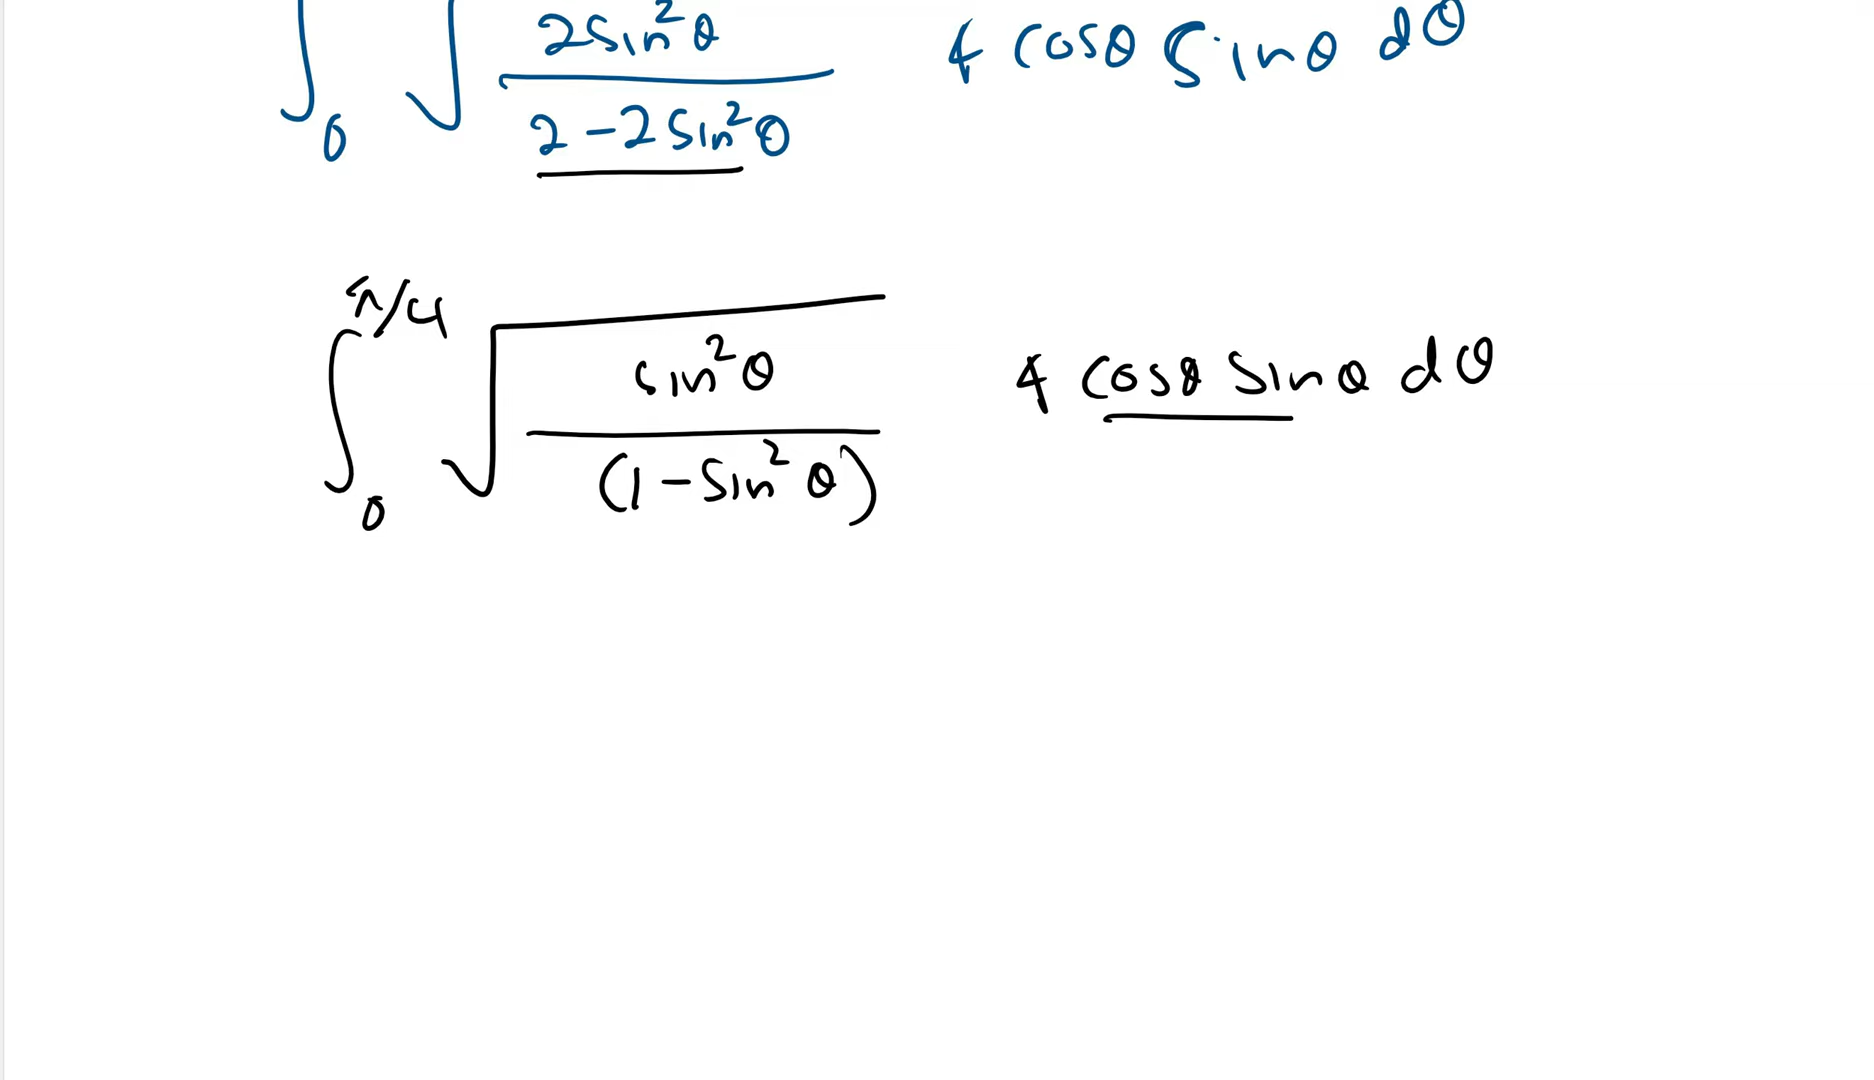 ∫₀ √(2sin²θ / (2-2sin²θ)) 4 cosθ sinθ dθ
∫₀^(π/4) √(sin²θ / (1-sin²θ)) 4 cosθ sinθ dθ